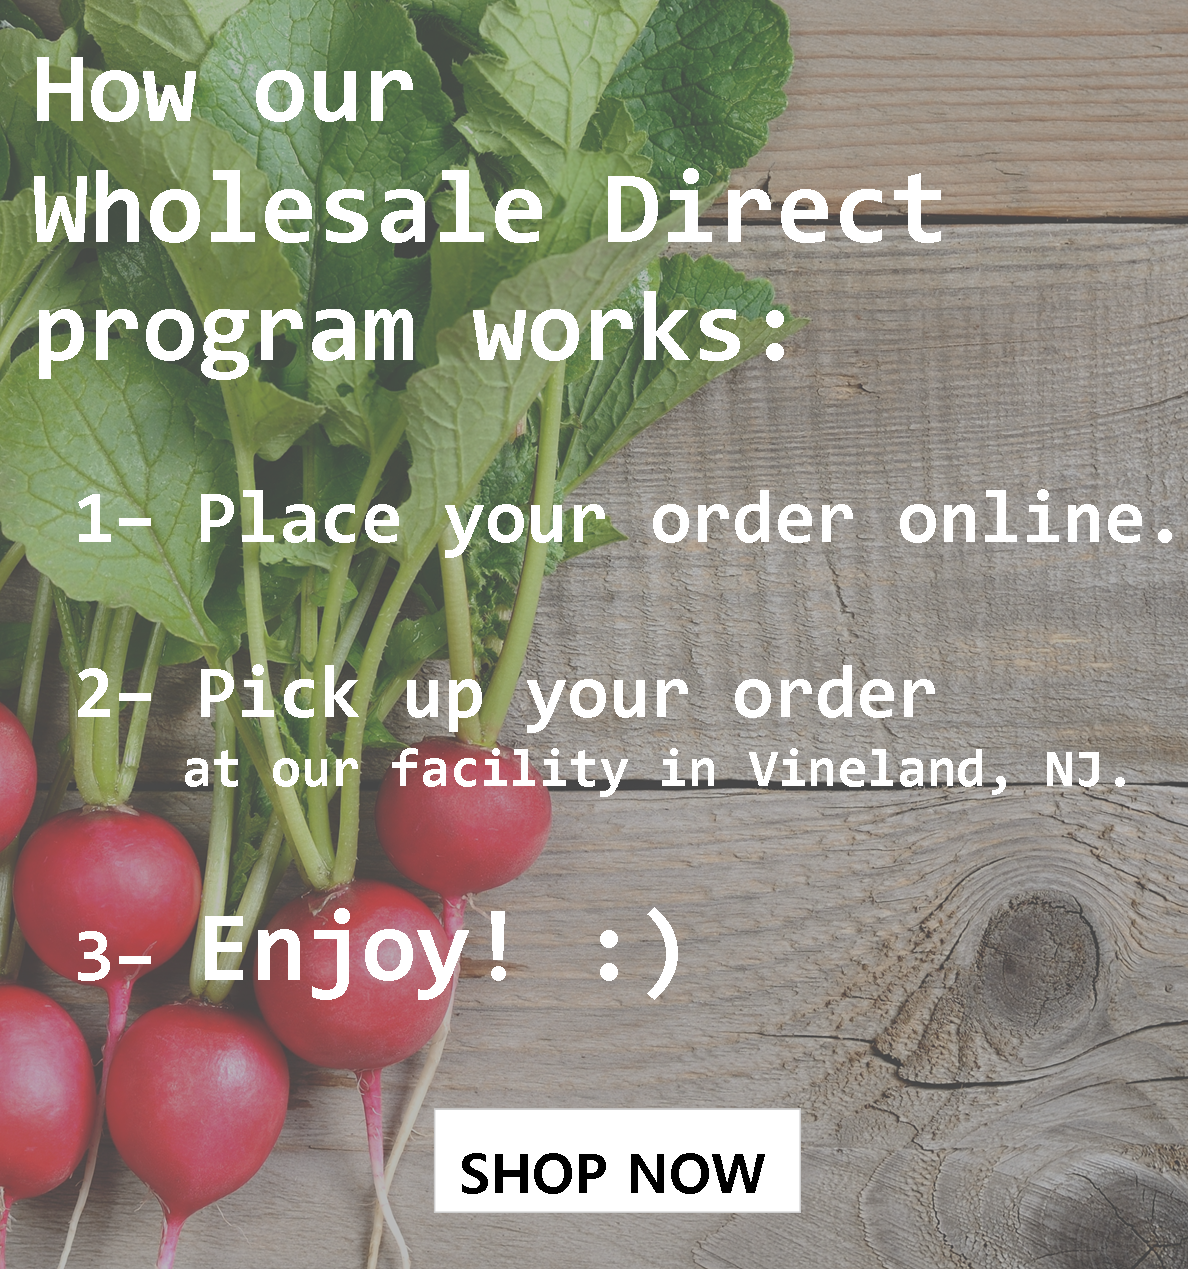 How our
Wholesale Direct
program works:
1– Place your order online.
2– Pick up your order
at our facility in Vineland, NJ.
3– Enjoy! :)
SHOP NOW